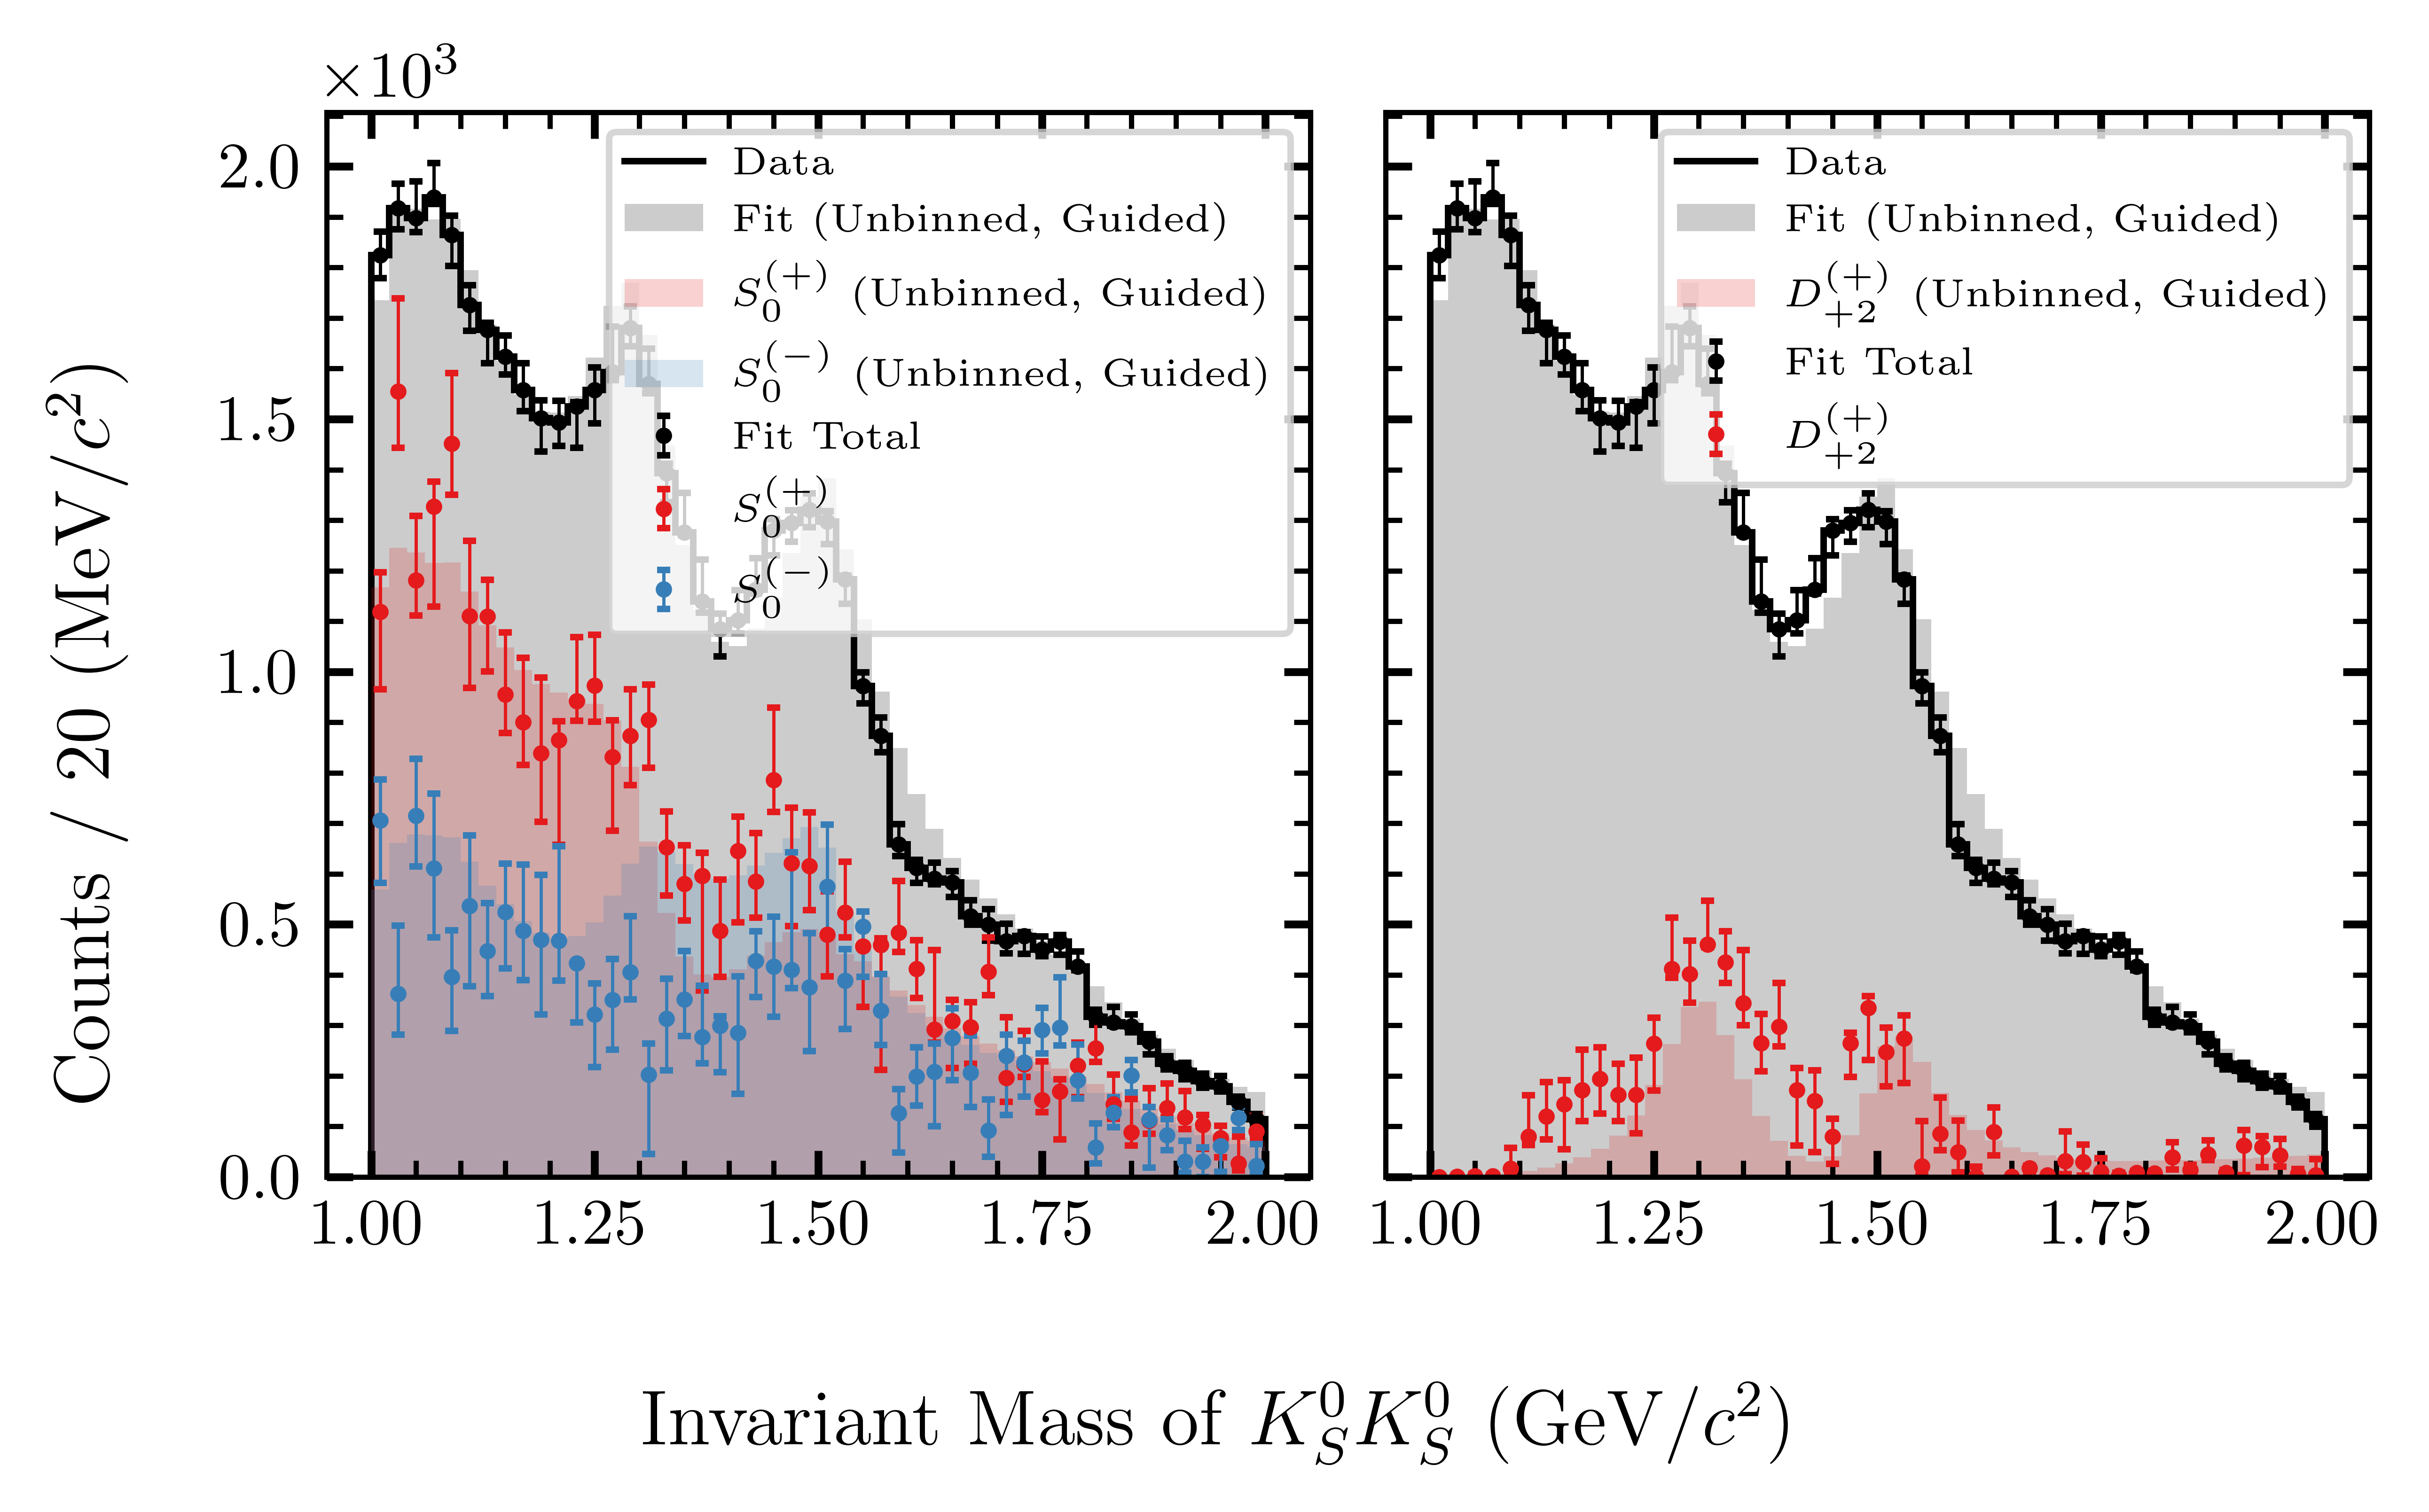 ×10³
Counts / 20 (MeV/c²)
2.0
1.5
1.0
0.5
0.0
Data
Fit (Unbinned, Guided)
S₀⁽⁺⁾ (Unbinned, Guided)
S₀⁽⁻⁾ (Unbinned, Guided)
Fit Total
S₀⁽⁺⁾
S₀⁽⁻⁾
1.00 1.25 1.50 1.75 2.00
Data
Fit (Unbinned, Guided)
D₊₂⁽⁺⁾ (Unbinned, Guided)
Fit Total
D₊₂⁽⁺⁾
1.00 1.25 1.50 1.75 2.00
Invariant Mass of K_S⁰K_S⁰ (GeV/c²)